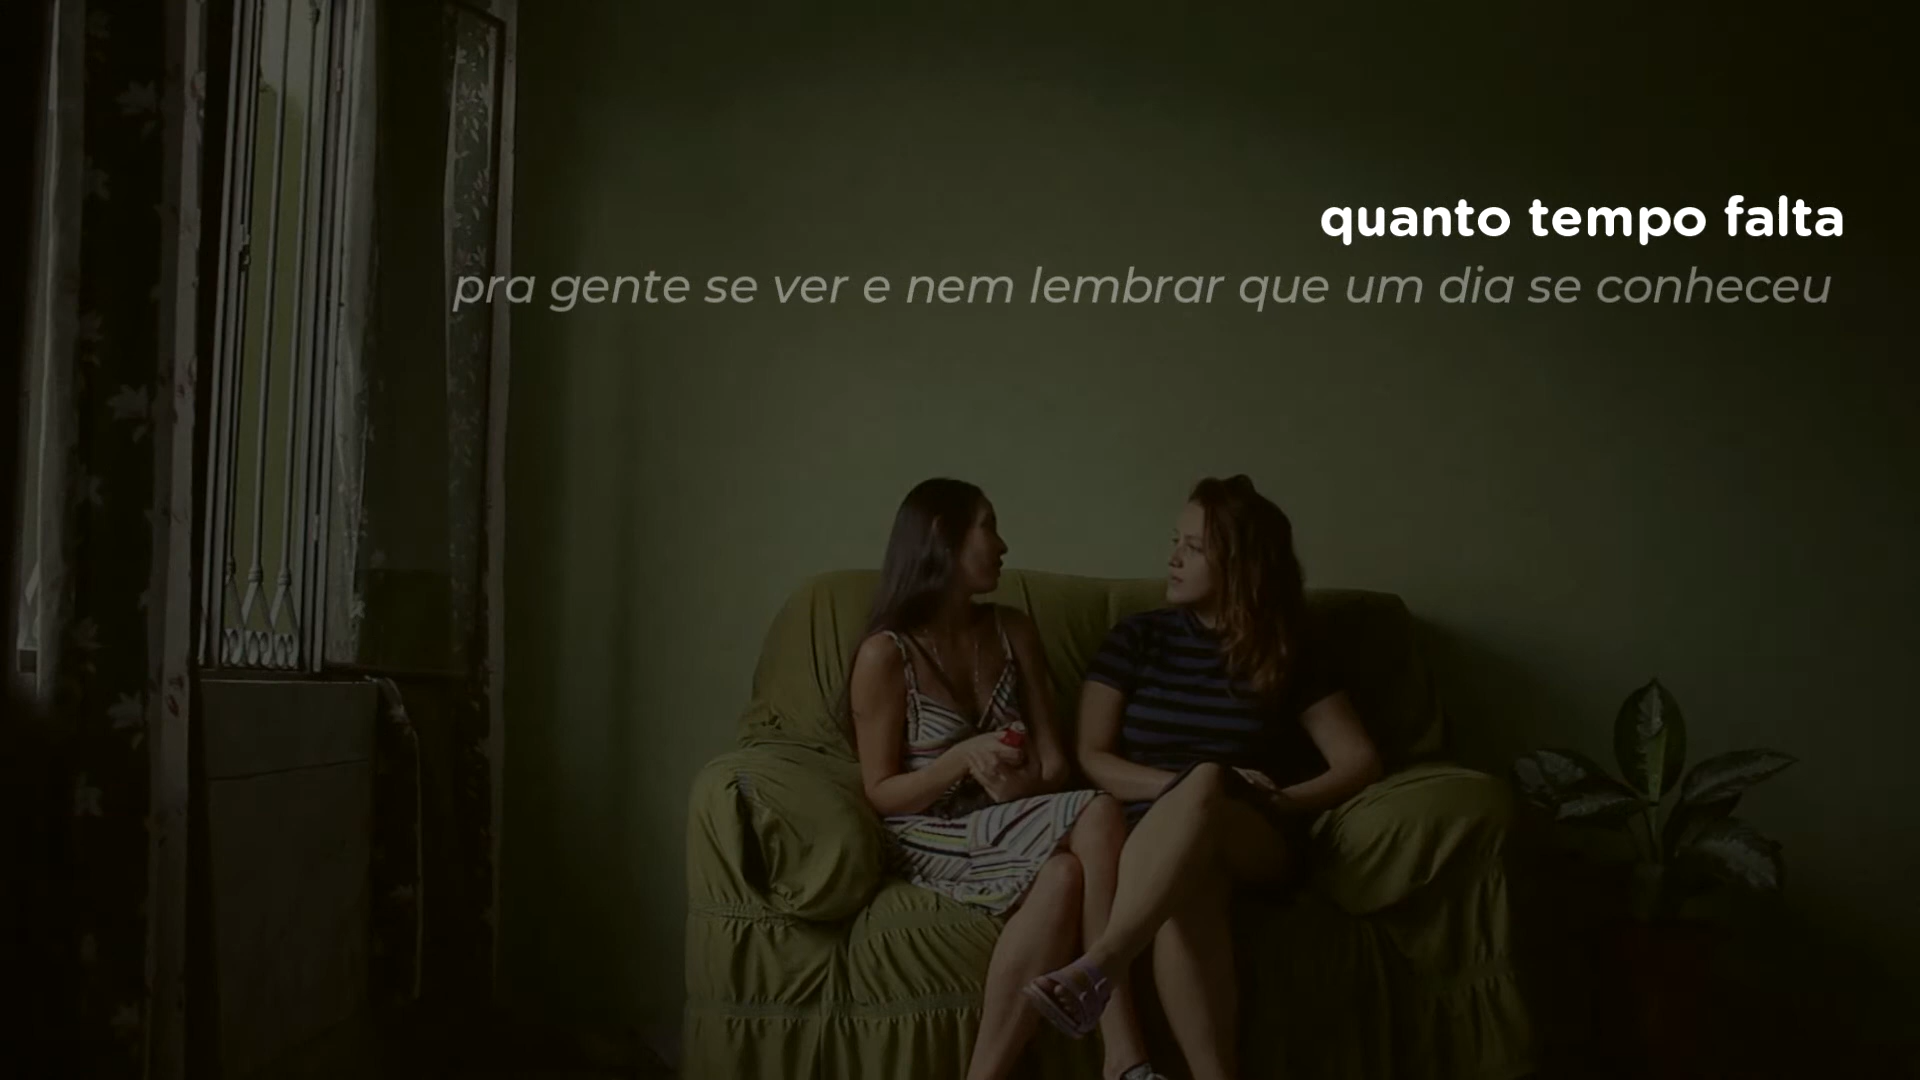 quanto tempo falta
pra gente se ver e nem lembrar que um dia se conheceu